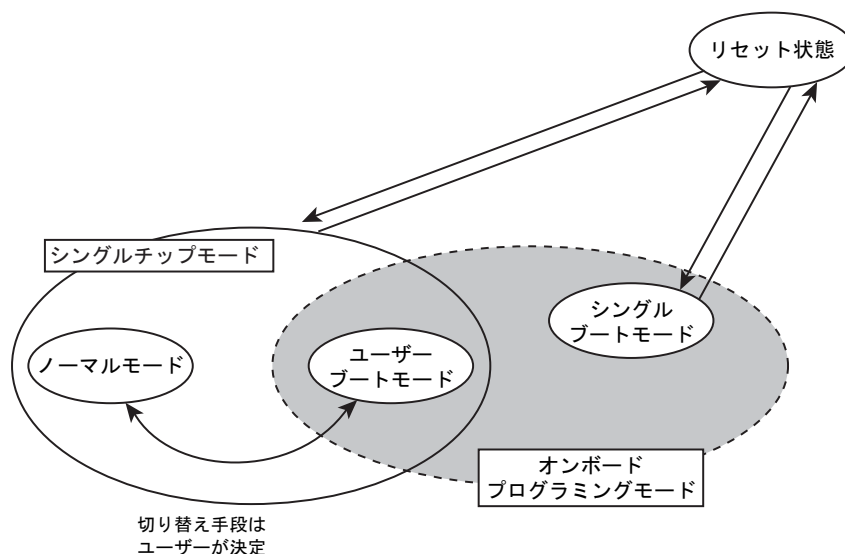 リセット状態
シングルチップモード
シングル
ブートモード
ノーマルモード
ユーザー
ブートモード
オンボード
プログラミングモード
切り替え手段は
ユーザーが決定